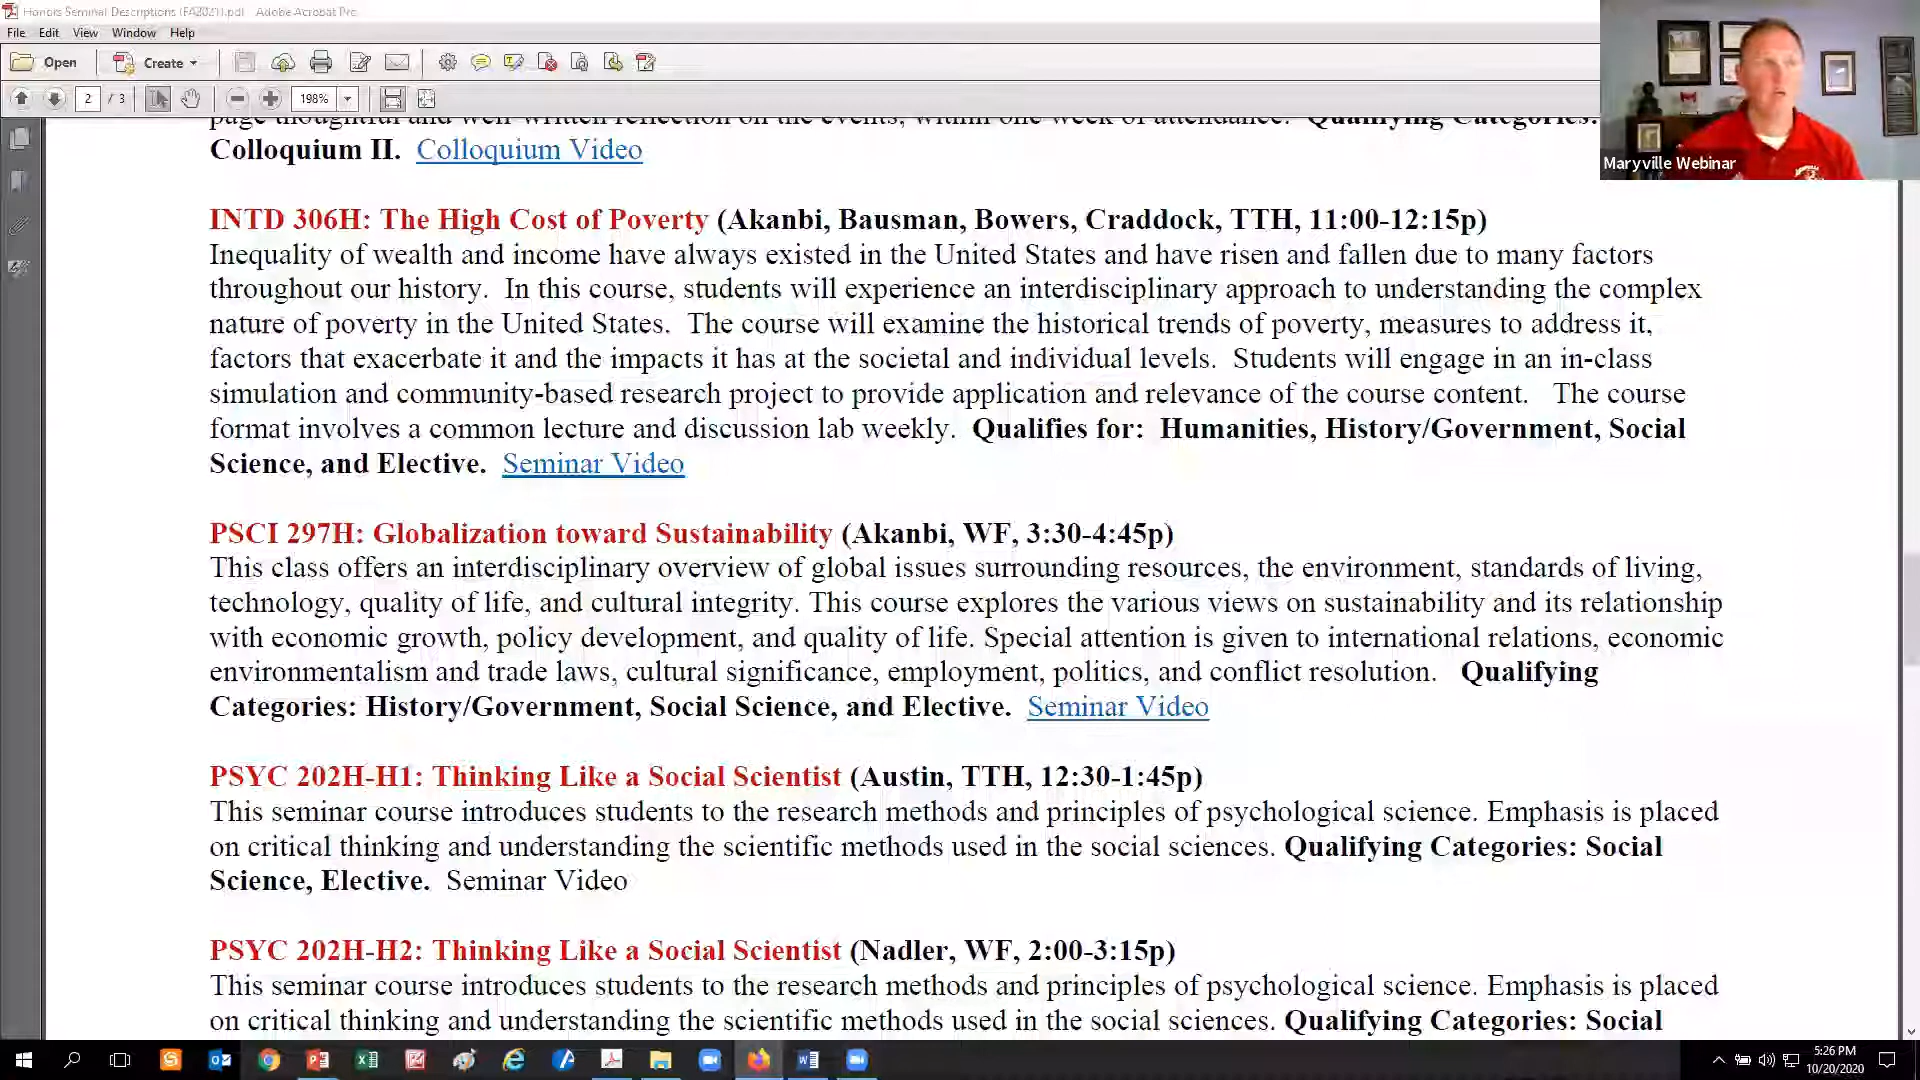 Honors Seminal Descriptions (FA2021).pdf - Adobe Acrobat Pro
File Edit View Window Help
Open Create
2 / 3 198%
page thoughtful and well-written reflection on the events, within one week of attendance. Qualifying Categories:
Colloquium II. Colloquium Video
Maryville Webinar
INTD 306H: The High Cost of Poverty (Akanbi, Bausman, Bowers, Craddock, TTH, 11:00-12:15p)
Inequality of wealth and income have always existed in the United States and have risen and fallen due to many factors
throughout our history. In this course, students will experience an interdisciplinary approach to understanding the complex
nature of poverty in the United States. The course will examine the historical trends of poverty, measures to address it,
factors that exacerbate it and the impacts it has at the societal and individual levels. Students will engage in an in-class
simulation and community-based research project to provide application and relevance of the course content. The course
format involves a common lecture and discussion lab weekly. Qualifies for: Humanities, History/Government, Social
Science, and Elective. Seminar Video
PSCI 297H: Globalization toward Sustainability (Akanbi, WF, 3:30-4:45p)
This class offers an interdisciplinary overview of global issues surrounding resources, the environment, standards of living,
technology, quality of life, and cultural integrity. This course explores the various views on sustainability and its relationship
with economic growth, policy development, and quality of life. Special attention is given to international relations, economic
environmentalism and trade laws, cultural significance, employment, politics, and conflict resolution. Qualifying
Categories: History/Government, Social Science, and Elective. Seminar Video
PSYC 202H-H1: Thinking Like a Social Scientist (Austin, TTH, 12:30-1:45p)
This seminar course introduces students to the research methods and principles of psychological science. Emphasis is placed
on critical thinking and understanding the scientific methods used in the social sciences. Qualifying Categories: Social
Science, Elective. Seminar Video
PSYC 202H-H2: Thinking Like a Social Scientist (Nadler, WF, 2:00-3:15p)
This seminar course introduces students to the research methods and principles of psychological science. Emphasis is placed
on critical thinking and understanding the scientific methods used in the social sciences. Qualifying Categories: Social
5:26 PM
10/20/2020